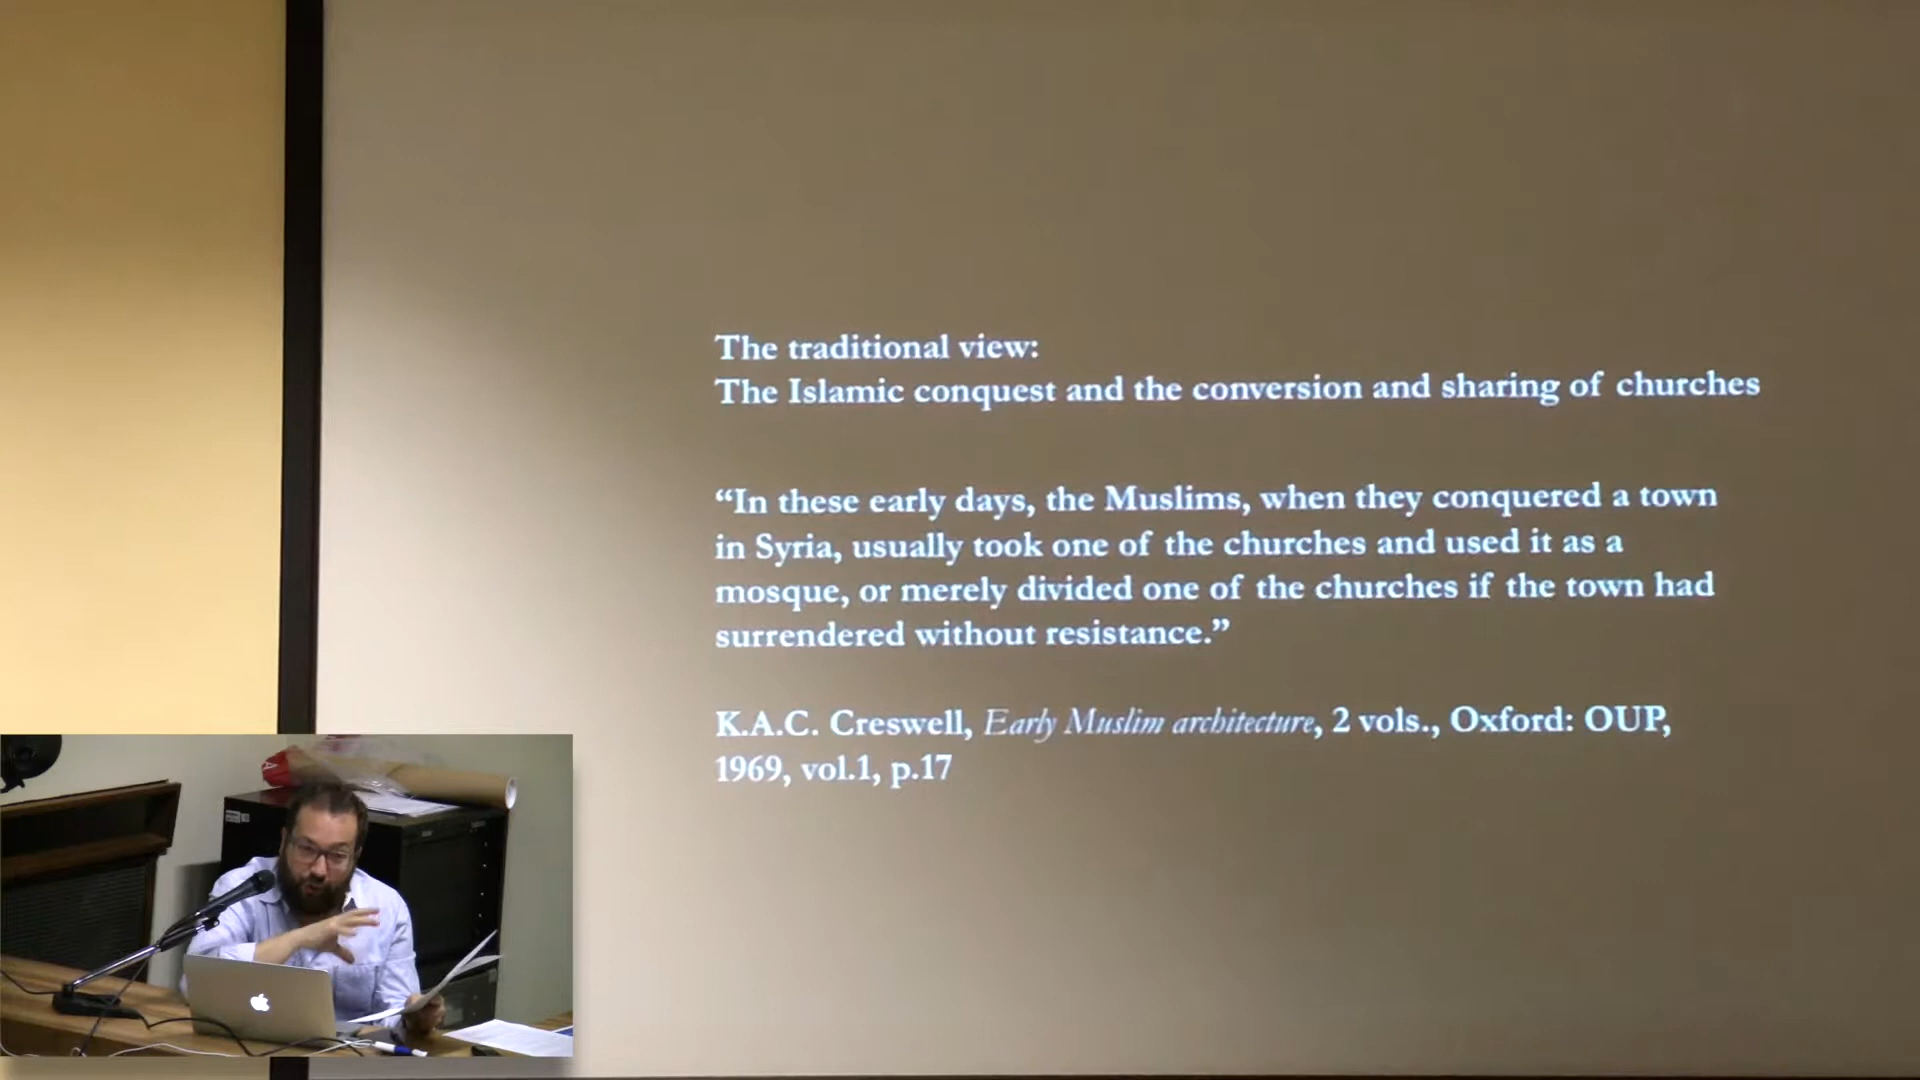 The traditional view:
The Islamic conquest and the conversion and sharing of churches
“In these early days, the Muslims, when they conquered a town
in Syria, usually took one of the churches and used it as a
mosque, or merely divided one of the churches if the town had
surrendered without resistance.”
K.A.C. Creswell, Early Muslim architecture, 2 vols., Oxford: OUP,
1969, vol.1, p.17